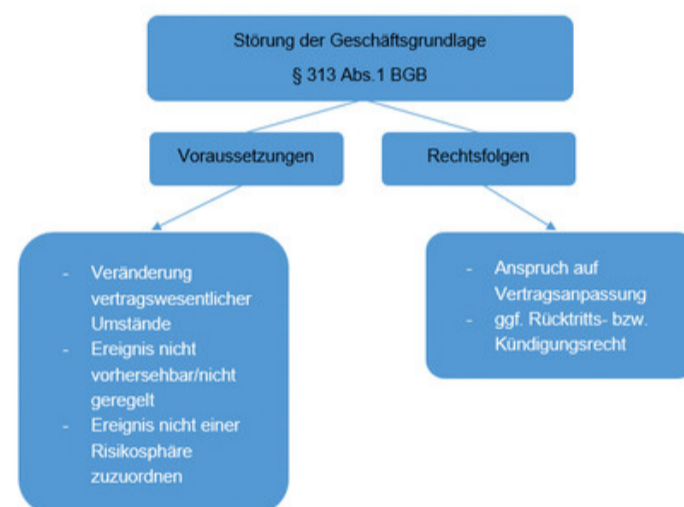 Störung der Geschäftsgrundlage
§ 313 Abs.1 BGB
Voraussetzungen
Rechtsfolgen
- Veränderung
vertragswesentlicher
Umstände
- Ereignis nicht
vorhersehbar/nicht
geregelt
- Ereignis nicht einer
Risikosphäre
zuzuordnen
- Anspruch auf
Vertragsanpassung
- ggf. Rücktritts- bzw.
Kündigungsrecht